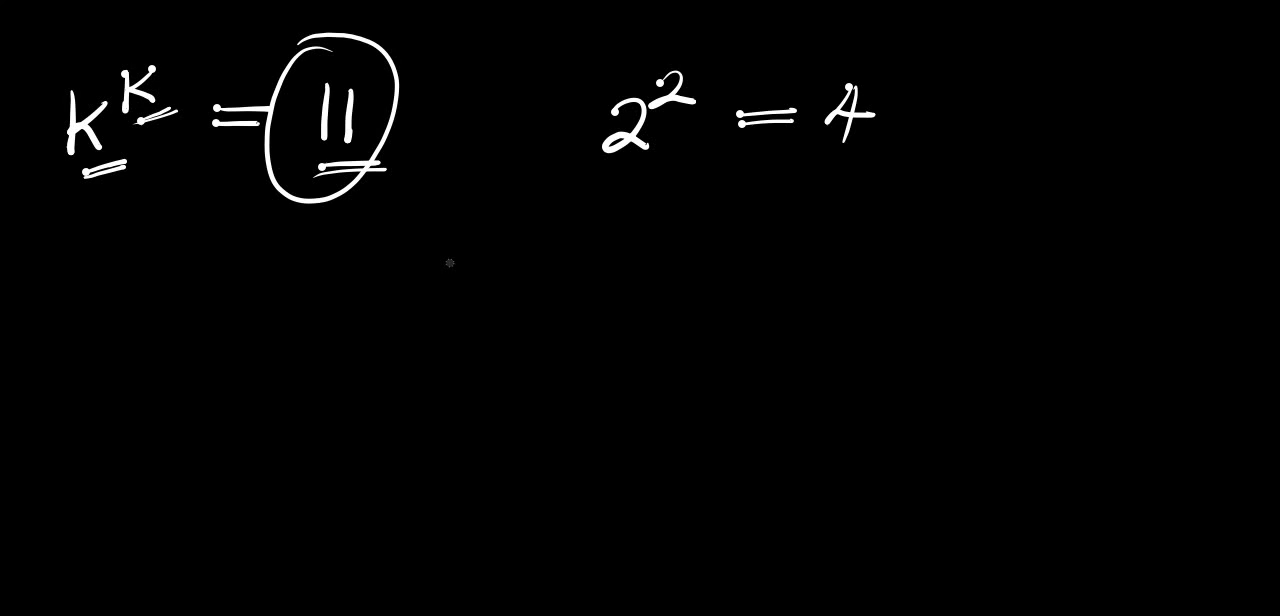 K^K = 11 2^2 = 4